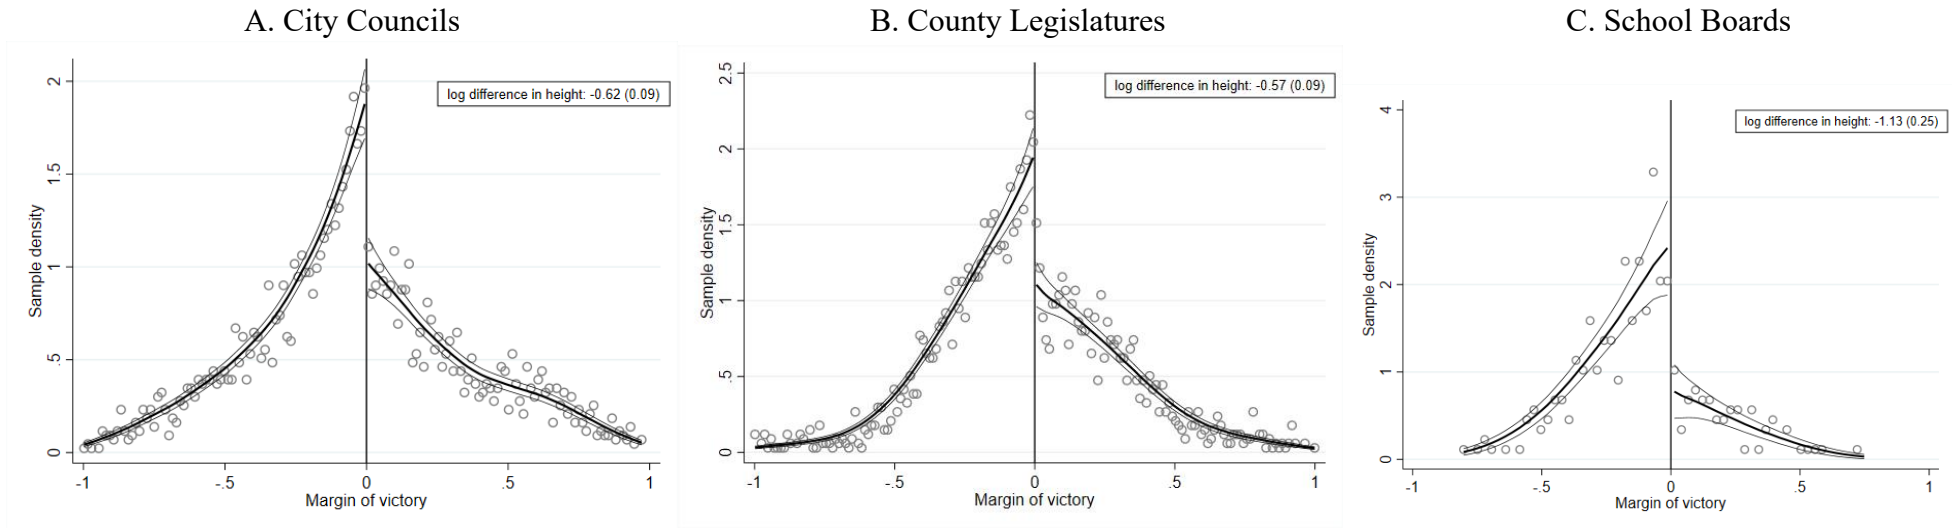 A. City Councils
log difference in height: -0.62 (0.09)
Sample density
2
1.5
1
.5
0
-1
-.5
0
.5
1
Margin of victory
B. County Legislatures
log difference in height: -0.57 (0.09)
Sample density
2.5
2
1.5
1
.5
0
-1
-.5
0
.5
1
Margin of victory
C. School Boards
log difference in height: -1.13 (0.25)
Sample density
4
3
2
1
0
-1
-.5
0
.5
1
Margin of victory